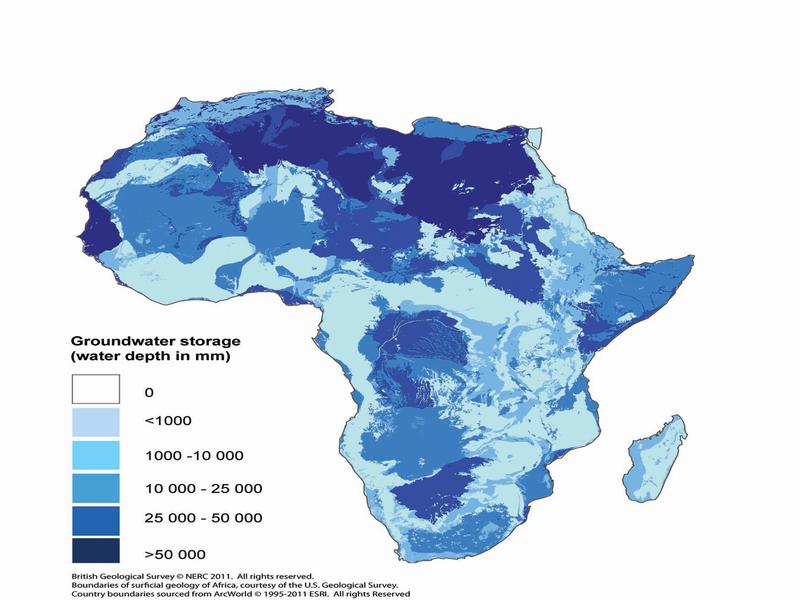 Groundwater storage
(water depth in mm)
0
<1000
1000 -10 000
10 000 - 25 000
25 000 - 50 000
>50 000
British Geological Survey © NERC 2011. All rights reserved.
Boundaries of surficial geology of Africa, courtesy of the U.S. Geological Survey.
Country boundaries sourced from ArcWorld © 1995-2011 ESRI. All rights Reserved